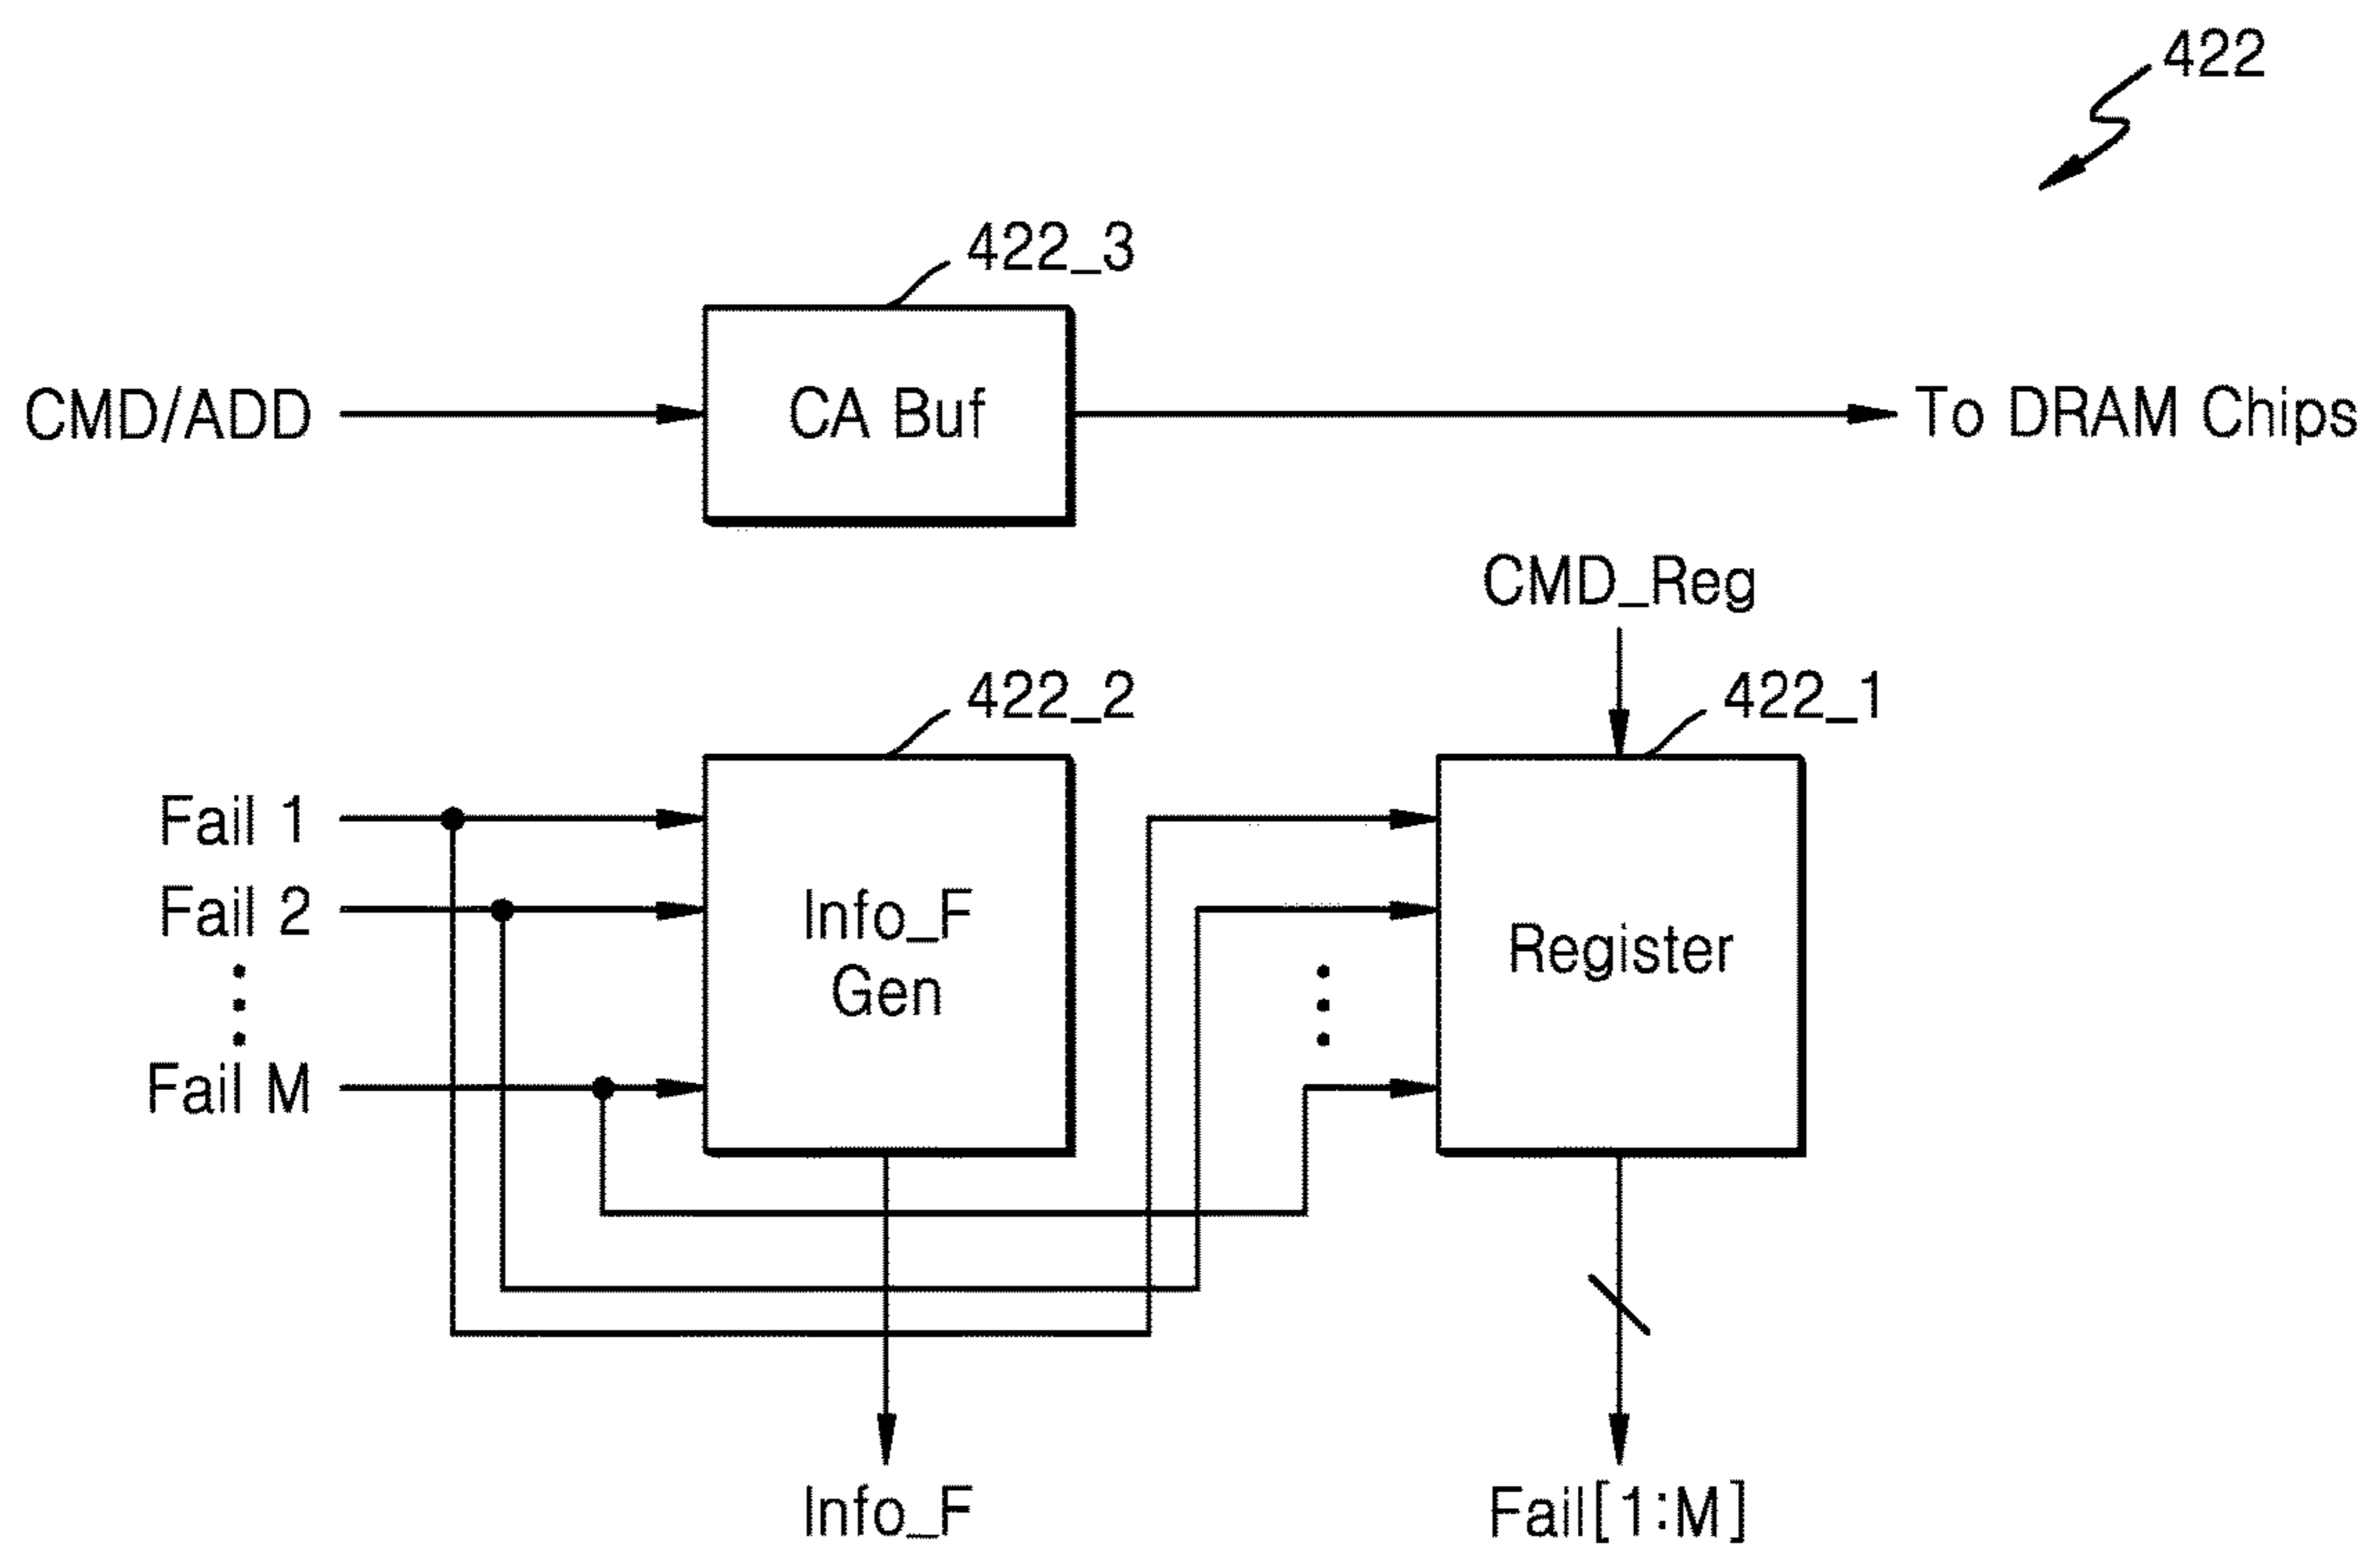 422
422_3
CMD/ADD
CA Buf
To DRAM Chips
CMD_Reg
422_2
422_1
Fail 1
Fail 2
Fail M
Info_F
Gen
Register
Info_F
Fail[1:M]